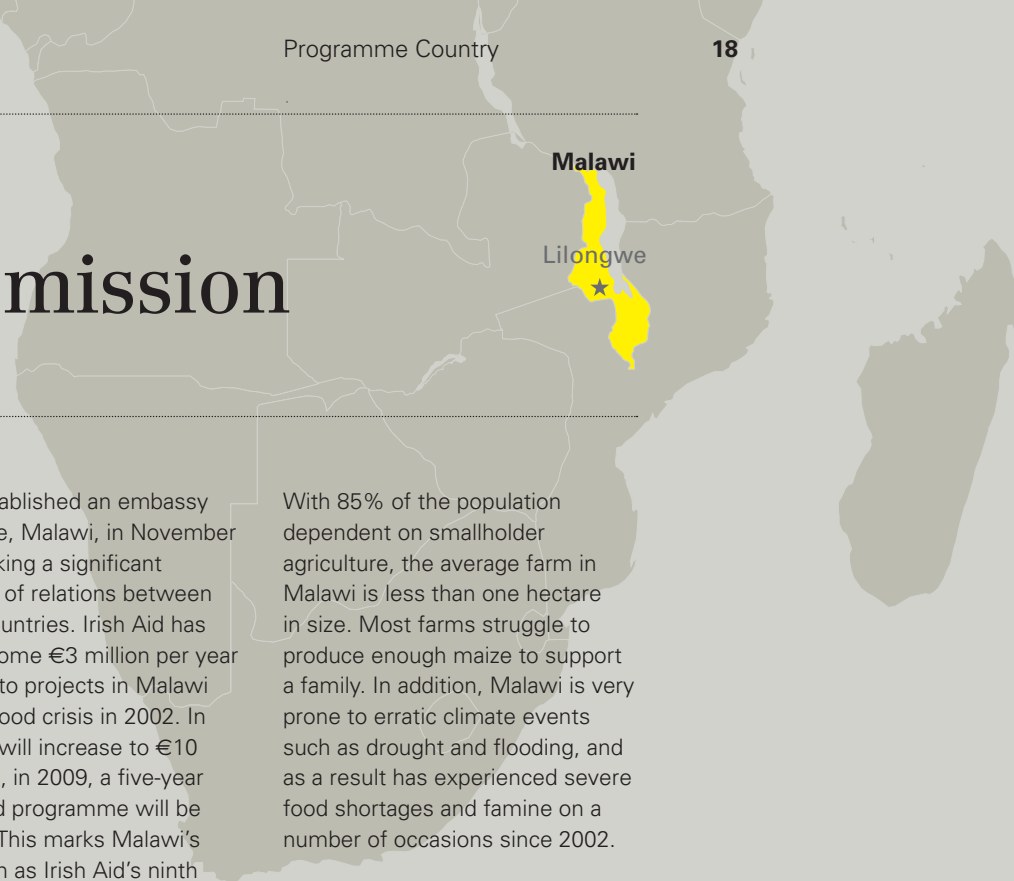 Programme Country 18
Malawi
Lilongwe
mission
ablished an embassy
e, Malawi, in November
king a significant
of relations between
untries. Irish Aid has
ome €3 million per year
to projects in Malawi
ood crisis in 2002. In
will increase to €10
, in 2009, a five-year
d programme will be
This marks Malawi’s
n as Irish Aid’s ninth
With 85% of the population
dependent on smallholder
agriculture, the average farm in
Malawi is less than one hectare
in size. Most farms struggle to
produce enough maize to support
a family. In addition, Malawi is very
prone to erratic climate events
such as drought and flooding, and
as a result has experienced severe
food shortages and famine on a
number of occasions since 2002.